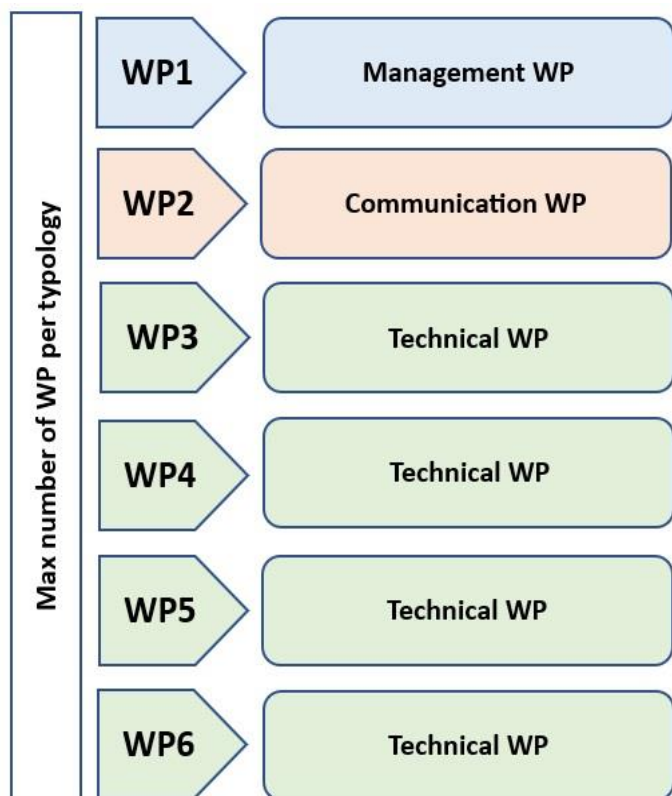 Max number of WP per typology
WP1
Management WP
WP2
Communication WP
WP3
Technical WP
WP4
Technical WP
WP5
Technical WP
WP6
Technical WP